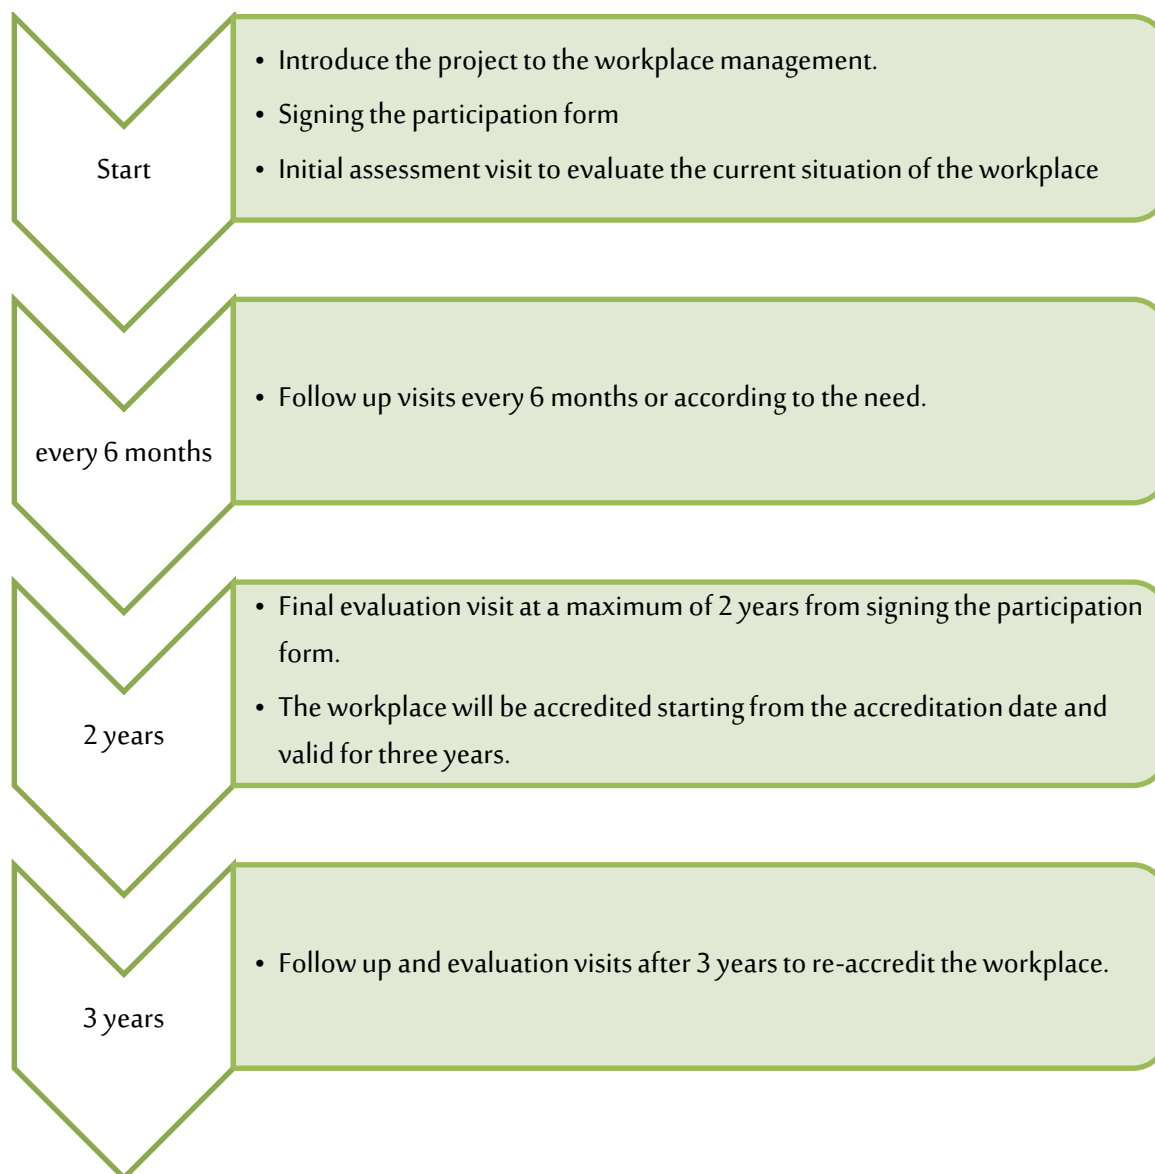 • Introduce the project to the workplace management.
• Signing the participation form
Start
• Initial assessment visit to evaluate the current situation of the workplace
• Follow up visits every 6 months or according to the need.
every 6 months
• Final evaluation visit at a maximum of 2 years from signing the participation
form.
• The workplace will be accredited starting from the accreditation date and
2 years
valid for three years.
• Follow up and evaluation visits after 3 years to re-accredit the workplace.
3 years